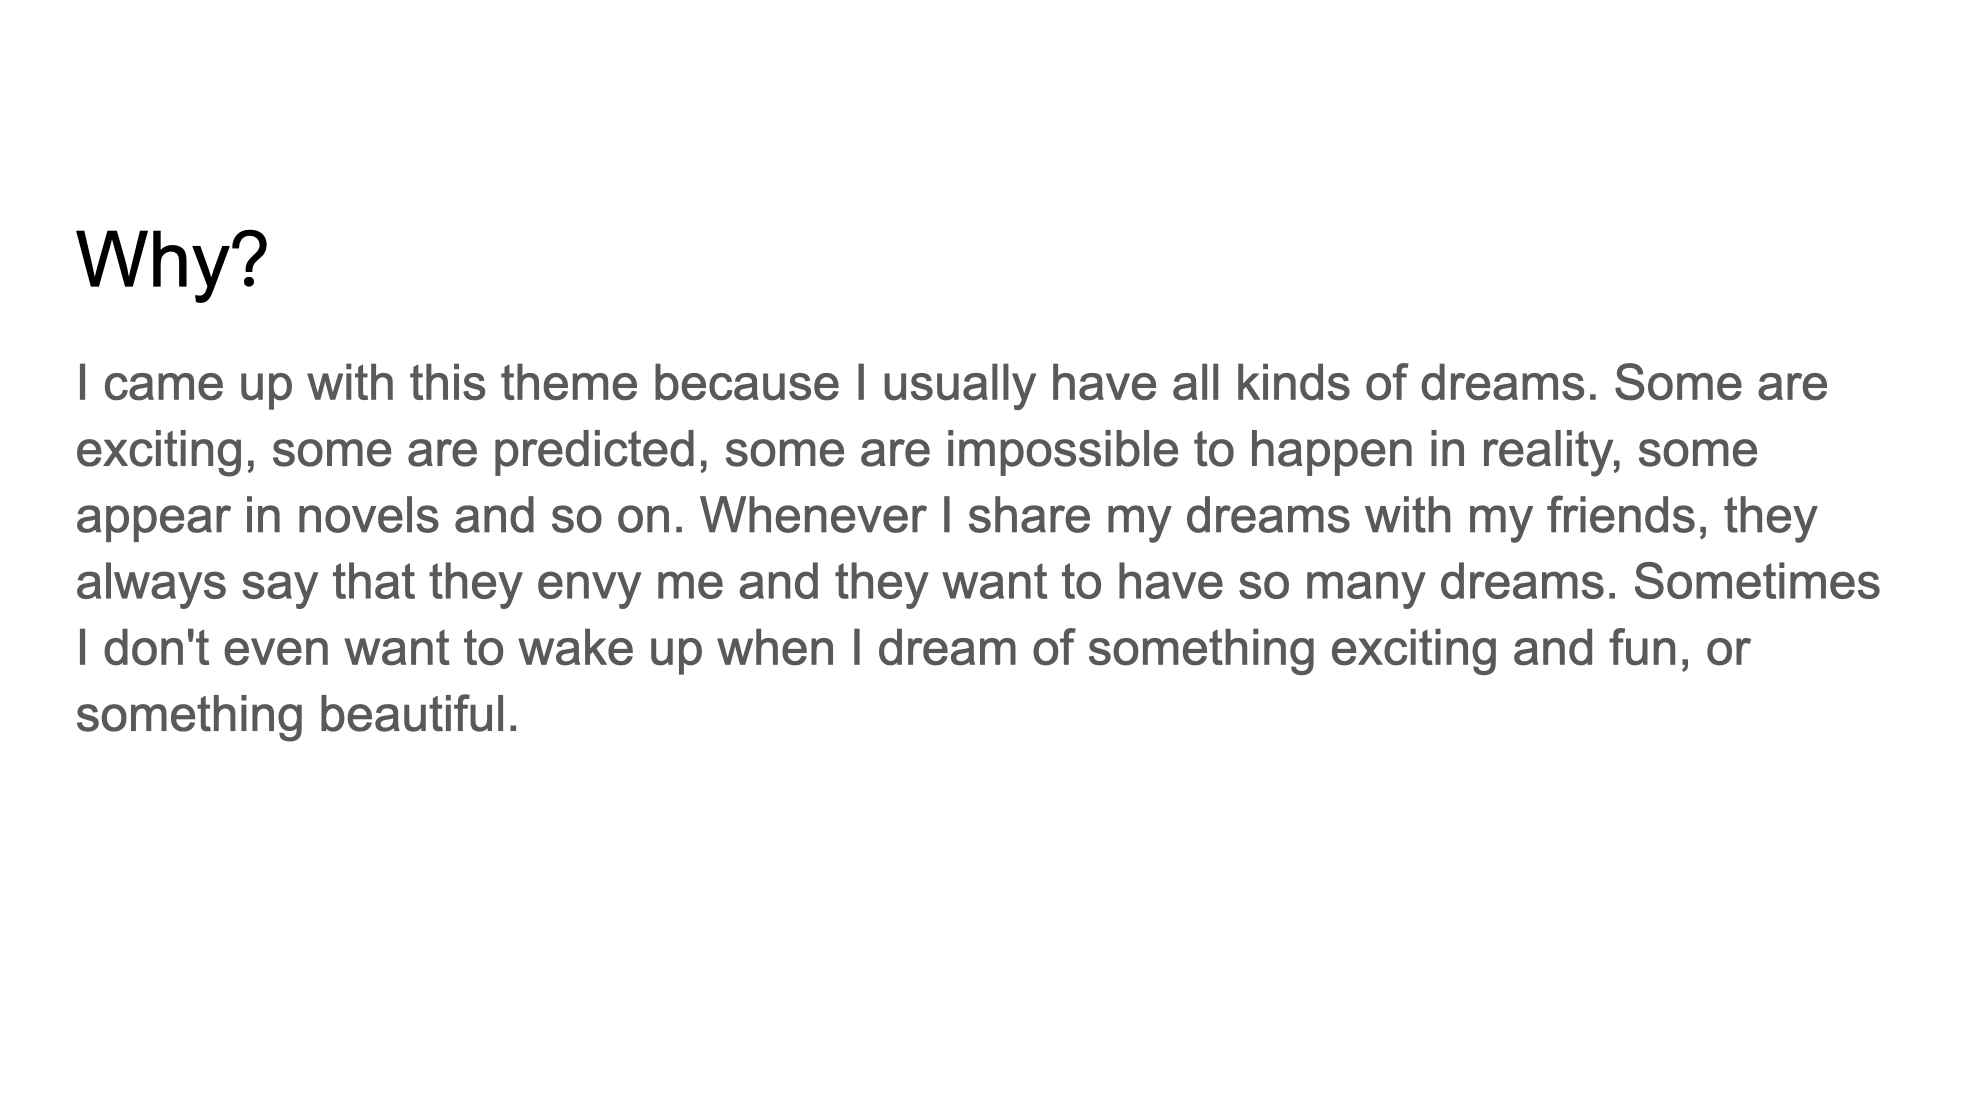 Why?
I came up with this theme because I usually have all kinds of dreams. Some are
exciting, some are predicted, some are impossible to happen in reality, some
appear in novels and so on. Whenever I share my dreams with my friends, they
always say that they envy me and they want to have so many dreams. Sometimes
I don't even want to wake up when I dream of something exciting and fun, or
something beautiful.